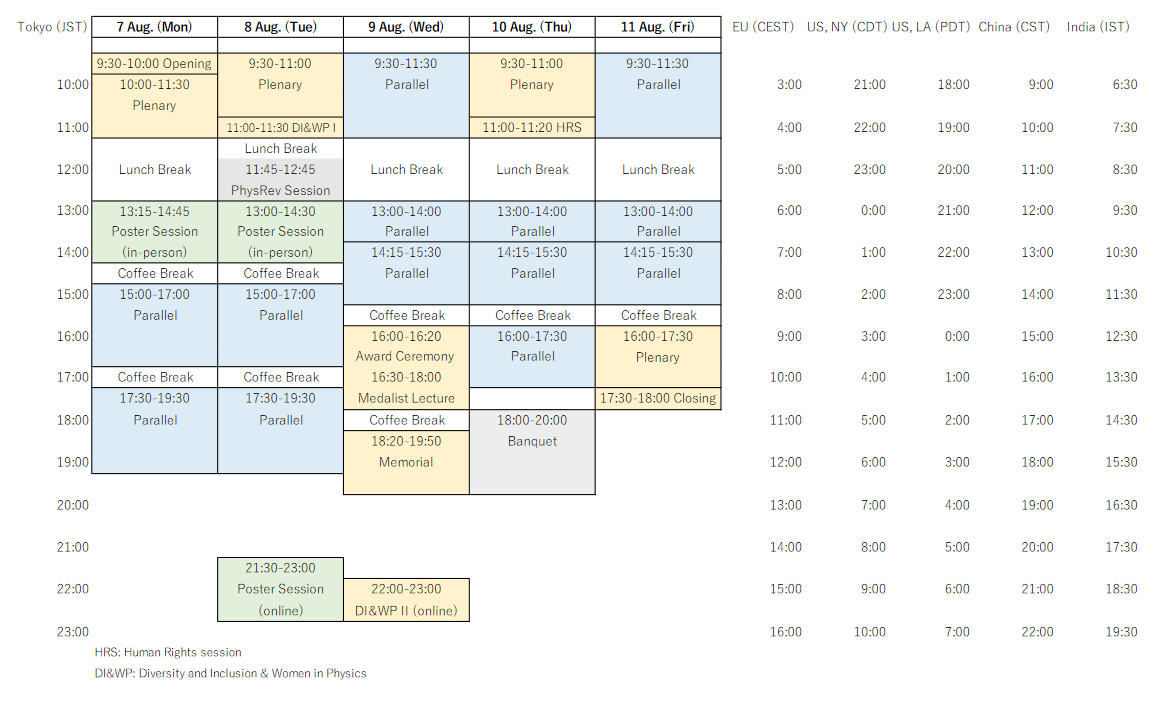 Tokyo (JST) 7 Aug. (Mon) 8 Aug. (Tue) 9 Aug. (Wed) 10 Aug. (Thu) 11 Aug. (Fri) EU (CEST) US, NY (CDT) US, LA (PDT) China (CST) India (IST)
9:30-10:00 Opening 9:30-11:00 9:30-11:30 9:30-11:00 9:30-11:30
10:00 10:00-11:30 Plenary Parallel Plenary Parallel 3:00 21:00 18:00 9:00 6:30
Plenary
11:00 11:00-11:30 DI&WP I 11:00-11:20 HRS 4:00 22:00 19:00 10:00 7:30
Lunch Break
12:00 Lunch Break 11:45-12:45 Lunch Break Lunch Break Lunch Break 5:00 23:00 20:00 11:00 8:30
PhysRev Session
13:00 13:15-14:45 13:00-14:30 13:00-14:00 13:00-14:00 13:00-14:00 6:00 0:00 21:00 12:00 9:30
Poster Session Poster Session Parallel Parallel Parallel
14:00 (in-person) (in-person) 14:15-15:30 14:15-15:30 14:15-15:30 7:00 1:00 22:00 13:00 10:30
Coffee Break Coffee Break Parallel Parallel Parallel
15:00 15:00-17:00 15:00-17:00 8:00 2:00 23:00 14:00 11:30
Parallel Parallel Coffee Break Coffee Break Coffee Break
16:00 16:00-16:20 16:00-17:30 16:00-17:30 9:00 3:00 0:00 15:00 12:30
Award Ceremony Parallel Plenary
17:00 Coffee Break Coffee Break 16:30-18:00 10:00 4:00 1:00 16:00 13:30
17:30-19:30 17:30-19:30 Medalist Lecture 17:30-18:00 Closing
18:00 Parallel Parallel Coffee Break 18:00-20:00 11:00 5:00 2:00 17:00 14:30
18:20-19:50 Banquet
19:00 Memorial 12:00 6:00 3:00 18:00 15:30
20:00 13:00 7:00 4:00 19:00 16:30
21:00 14:00 8:00 5:00 20:00 17:30
21:30-23:00
22:00 Poster Session 22:00-23:00 15:00 9:00 6:00 21:00 18:30
(online) DI&WP II (online)
23:00 16:00 10:00 7:00 22:00 19:30
HRS: Human Rights session
DI&WP: Diversity and Inclusion & Women in Physics